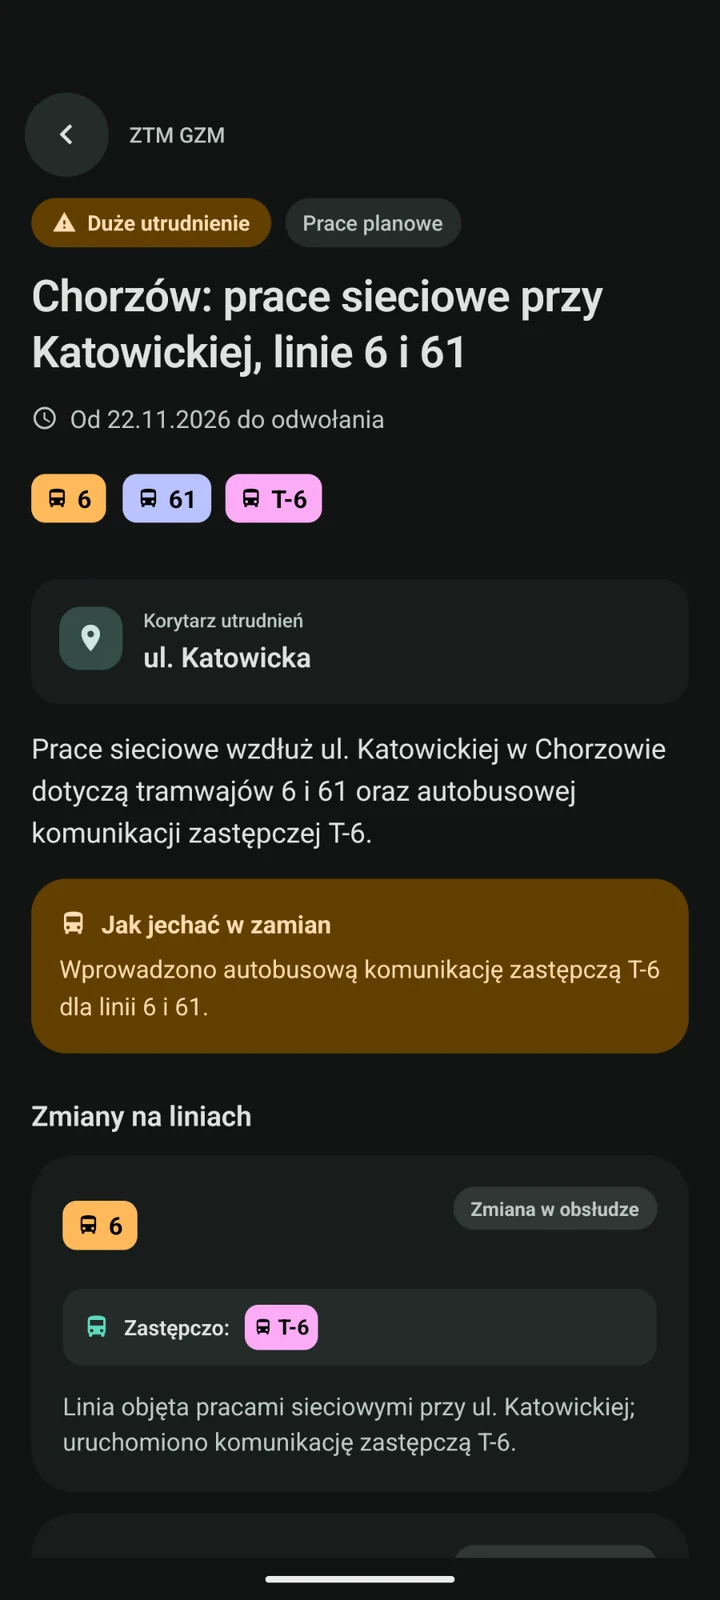 ZTM GZM
Duże utrudnienie
Prace planowe
Chorzów: prace sieciowe przy
Katowickiej, linie 6 i 61
Od 22.11.2026 do odwołania
6
61
T-6
Korytarz utrudnień
ul. Katowicka
Prace sieciowe wzdłuż ul. Katowickiej w Chorzowie
dotyczą tramwajów 6 i 61 oraz autobusowej
komunikacji zastępczej T-6.
Jak jechać w zamian
Wprowadzono autobusową komunikację zastępczą T-6
dla linii 6 i 61.
Zmiany na liniach
6
Zmiana w obsłudze
Zastępczo: T-6
Linia objęta pracami sieciowymi przy ul. Katowickiej;
uruchomiono komunikację zastępczą T-6.